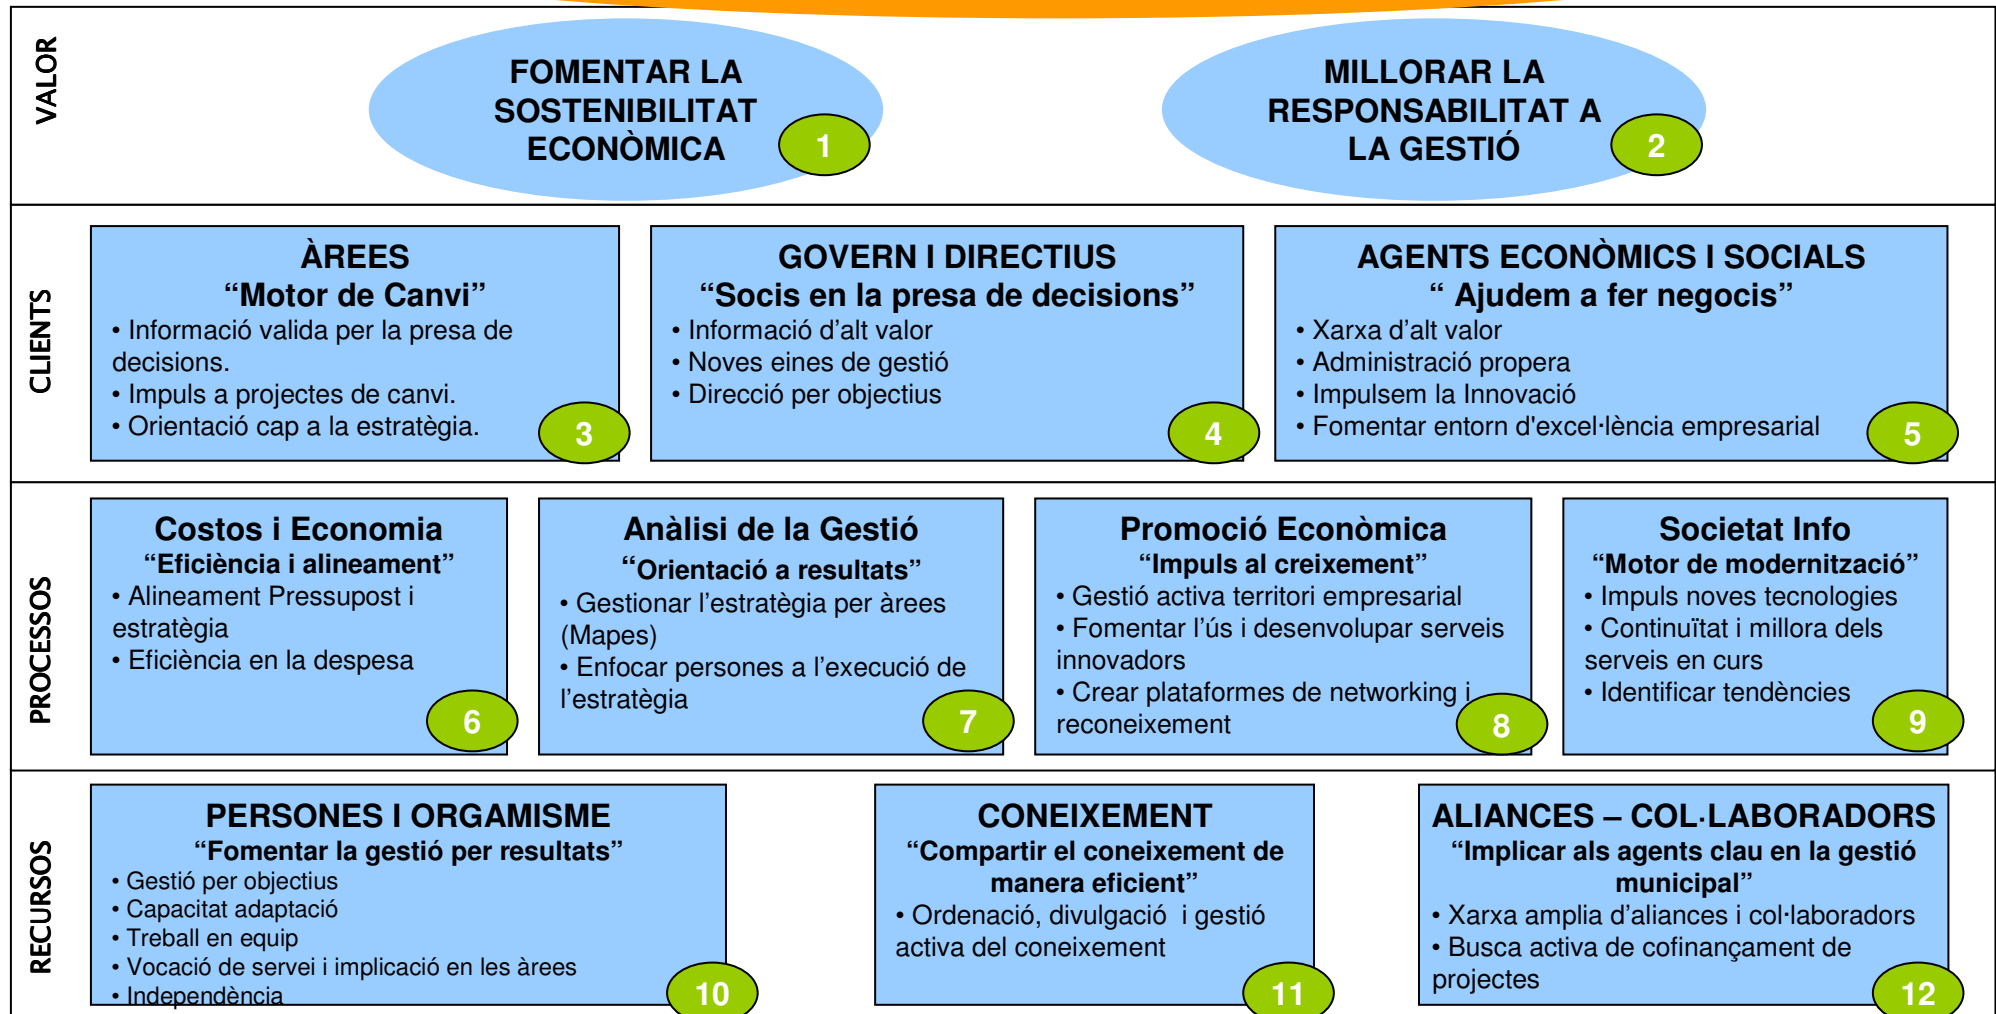 VALOR
FOMENTAR LA
SOSTENIBILITAT
ECONÒMICA
1
MILLORAR LA
RESPONSABILITAT A
LA GESTIÓ
2
CLIENTS
ÀREES
“Motor de Canvi”
• Informació valida per la presa de
decisions.
• Impuls a projectes de canvi.
• Orientació cap a la estratègia.
3
GOVERN I DIRECTIUS
“Socis en la presa de decisions”
• Informació d’alt valor
• Noves eines de gestió
• Direcció per objectius
4
AGENTS ECONÒMICS I SOCIALS
“ Ajudem a fer negocis”
• Xarxa d’alt valor
• Administració propera
• Impulsem la Innovació
• Fomentar entorn d'excel·lència empresarial
5
PROCESSOS
Costos i Economia
“Eficiència i alineament”
• Alineament Pressupost i
estratègia
• Eficiència en la despesa
6
Anàlisi de la Gestió
“Orientació a resultats”
• Gestionar l’estratègia per àrees
(Mapes)
• Enfocar persones a l’execució de
l’estratègia
7
Promoció Econòmica
“Impuls al creixement”
• Gestió activa territori empresarial
• Fomentar l’ús i desenvolupar serveis
innovadors
• Crear plataformes de networking i
reconeixement
8
Societat Info
“Motor de modernització”
• Impuls noves tecnologies
• Continuïtat i millora dels
serveis en curs
• Identificar tendències
9
RECURSOS
PERSONES I ORGAMISME
“Fomentar la gestió per resultats”
• Gestió per objectius
• Capacitat adaptació
• Treball en equip
• Vocació de servei i implicació en les àrees
• Independència
10
CONEIXEMENT
“Compartir el coneixement de
manera eficient”
• Ordenació, divulgació  i gestió
activa del coneixement
11
ALIANCES – COL·LABORADORS
“Implicar als agents clau en la gestió
municipal”
• Xarxa amplia d’aliances i col·laboradors
• Busca activa de cofinançament de
projectes
12